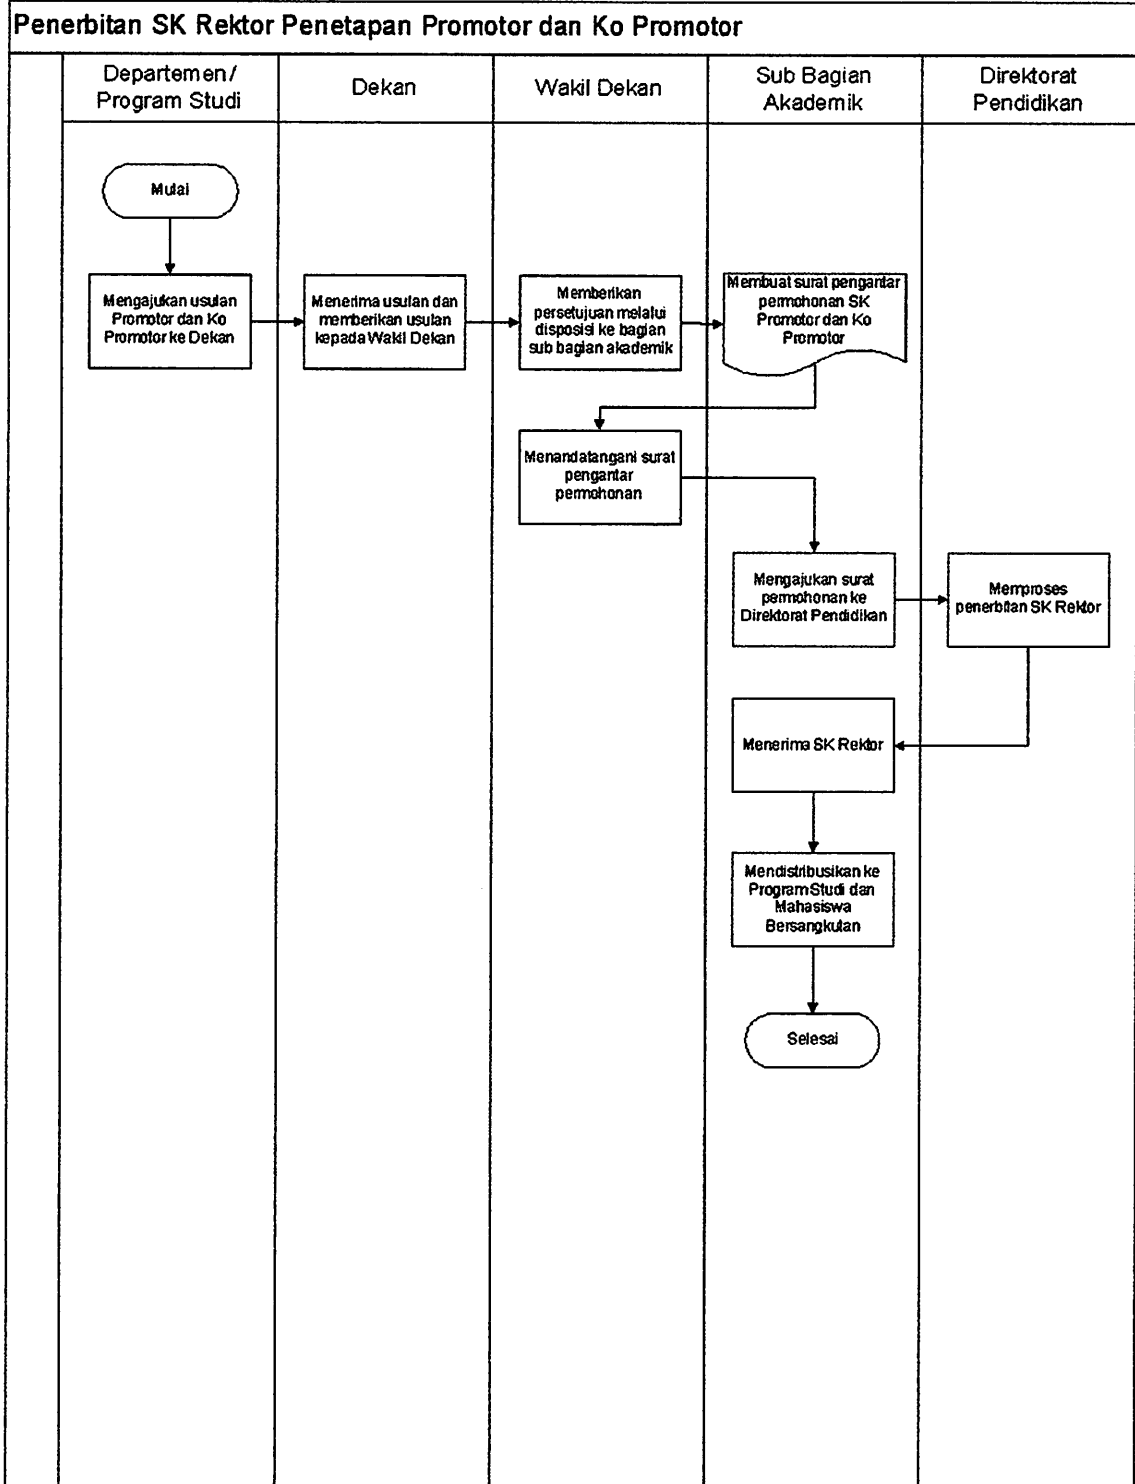 Penerbitan SK Rektor Penetapan Promotor dan Ko Promotor
Departemen/
Program Studi
Dekan
Wakil Dekan
Sub Bagian
Akademik
Direktorat
Pendidikan
Mulai
Mengajukan usulan
Promotor dan Ko
Promotor ke Dekan
Menerima usulan dan
memberikan usulan
kepada Wakil Dekan
Memberikan
persetujuan melalui
disposisi ke bagian
sub bagian akademik
Membuat surat pengantar
permohonan SK
Promotor dan Ko
Promotor
Menandatangani surat
pengantar
permohonan
Mengajukan surat
permohonan ke
Direktorat Pendidikan
Memproses
penerbitan SK Rektor
Menerima SK Rektor
Mendistribusikan ke
Program Studi dan
Mahasiswa
Bersangkutan
Selesai